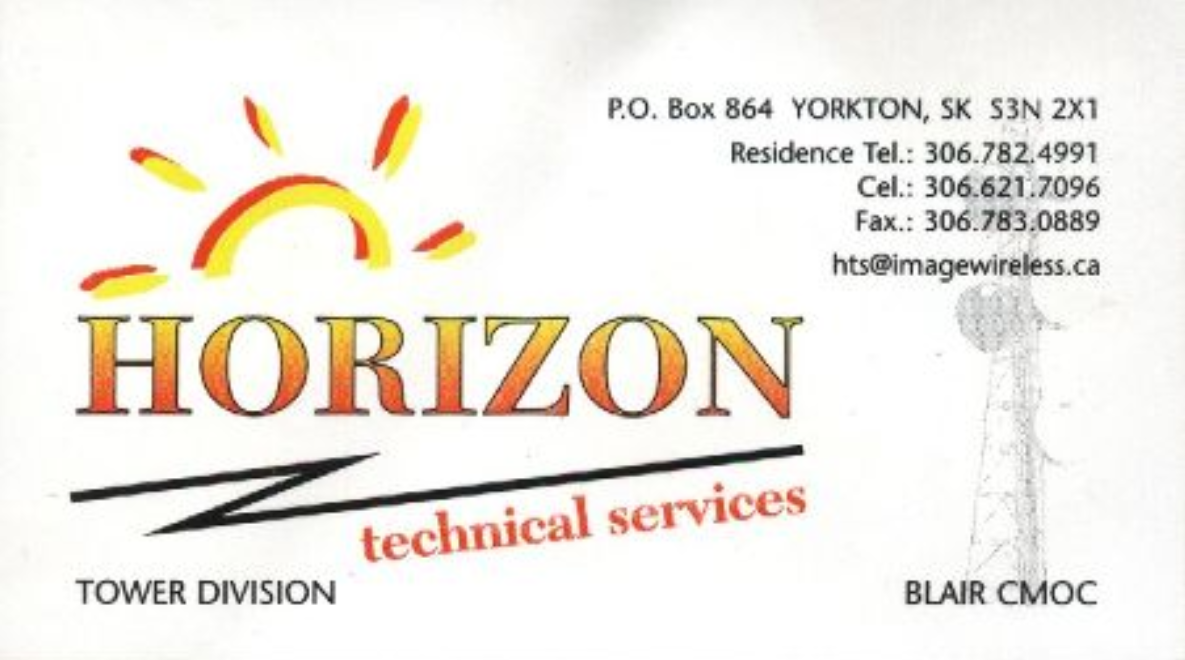 P.O. Box 864 YORKTON, SK S3N 2X1
Residence Tel.: 306.782.4991
Cel.: 306.621.7096
Fax.: 306.783.0889
hts@imagewireless.ca
HORIZON
technical services
TOWER DIVISION
BLAIR CMOC